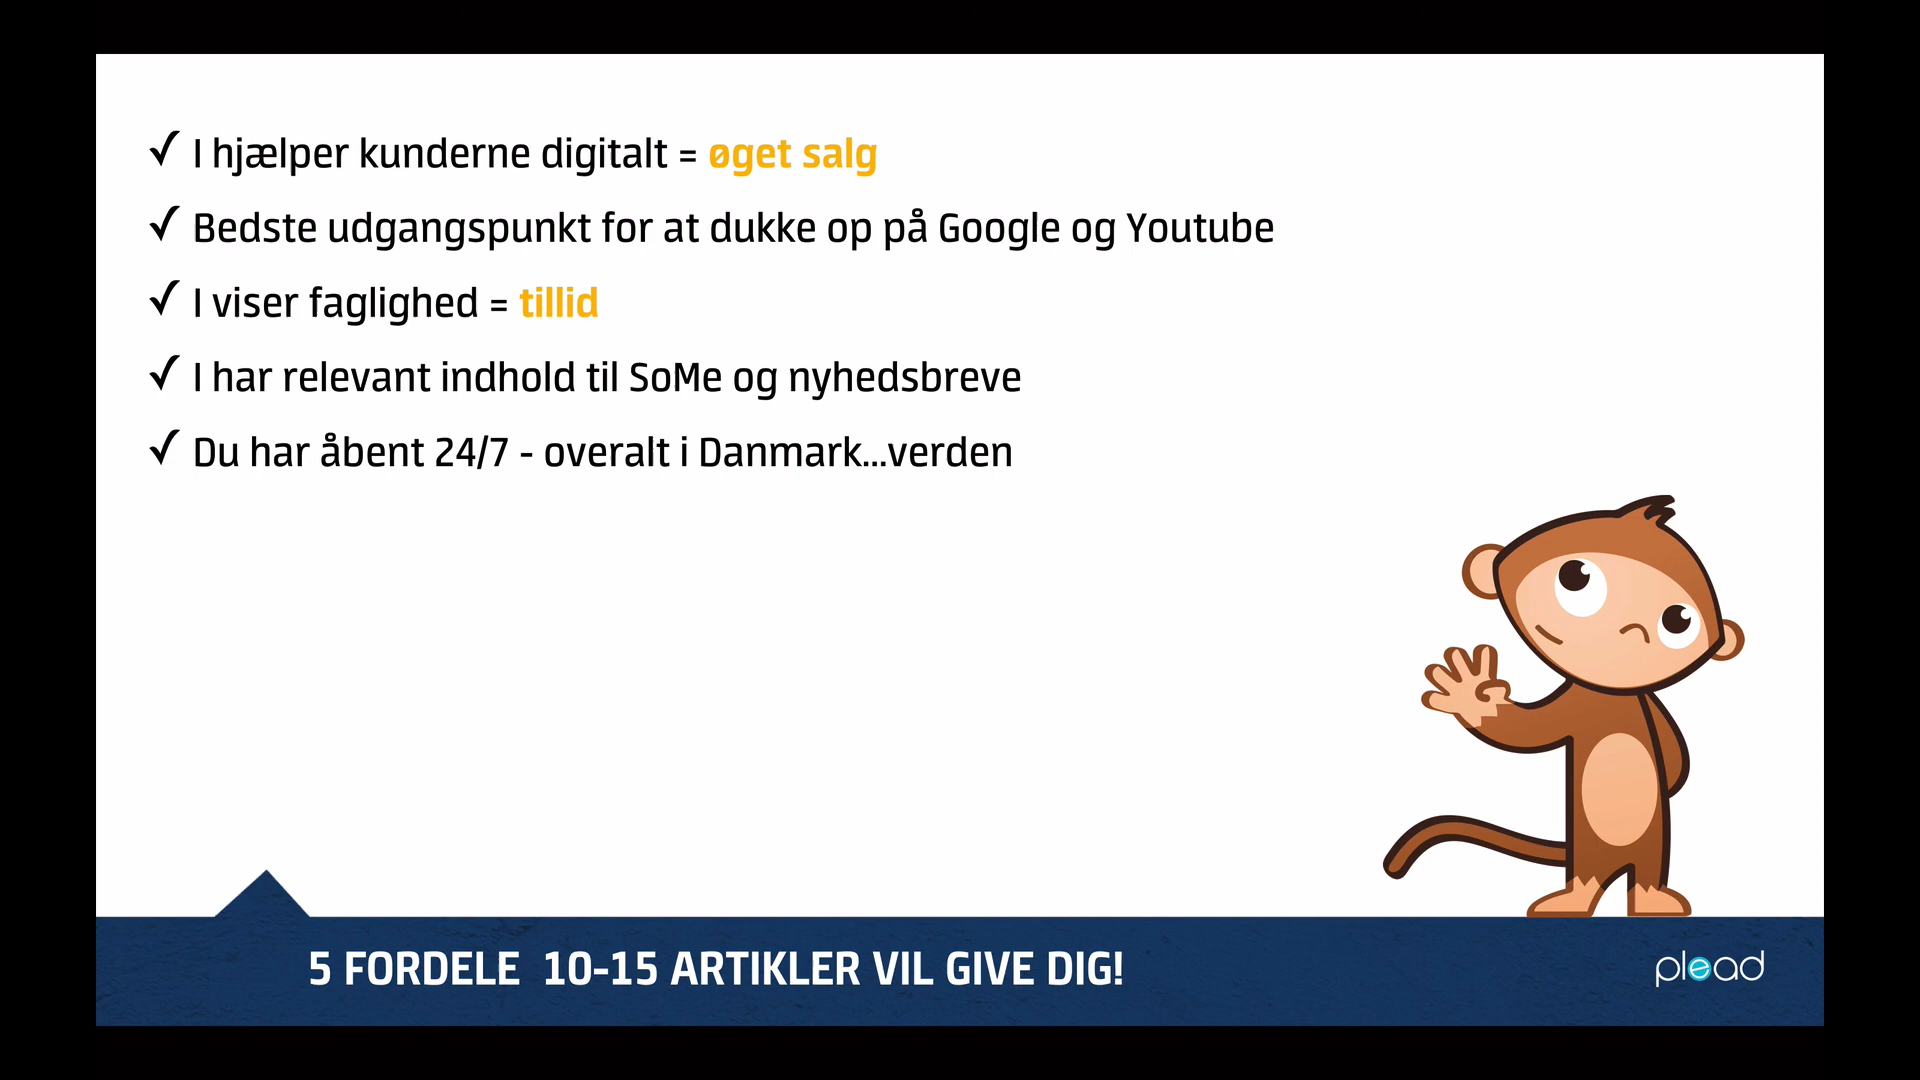 ✓ I hjælper kunderne digitalt = øget salg
✓ Bedste udgangspunkt for at dukke op på Google og Youtube
✓ I viser faglighed = tillid
✓ I har relevant indhold til SoMe og nyhedsbreve
✓ Du har åbent 24/7 - overalt i Danmark...verden
5 FORDELE 10-15 ARTIKLER VIL GIVE DIG!
plead